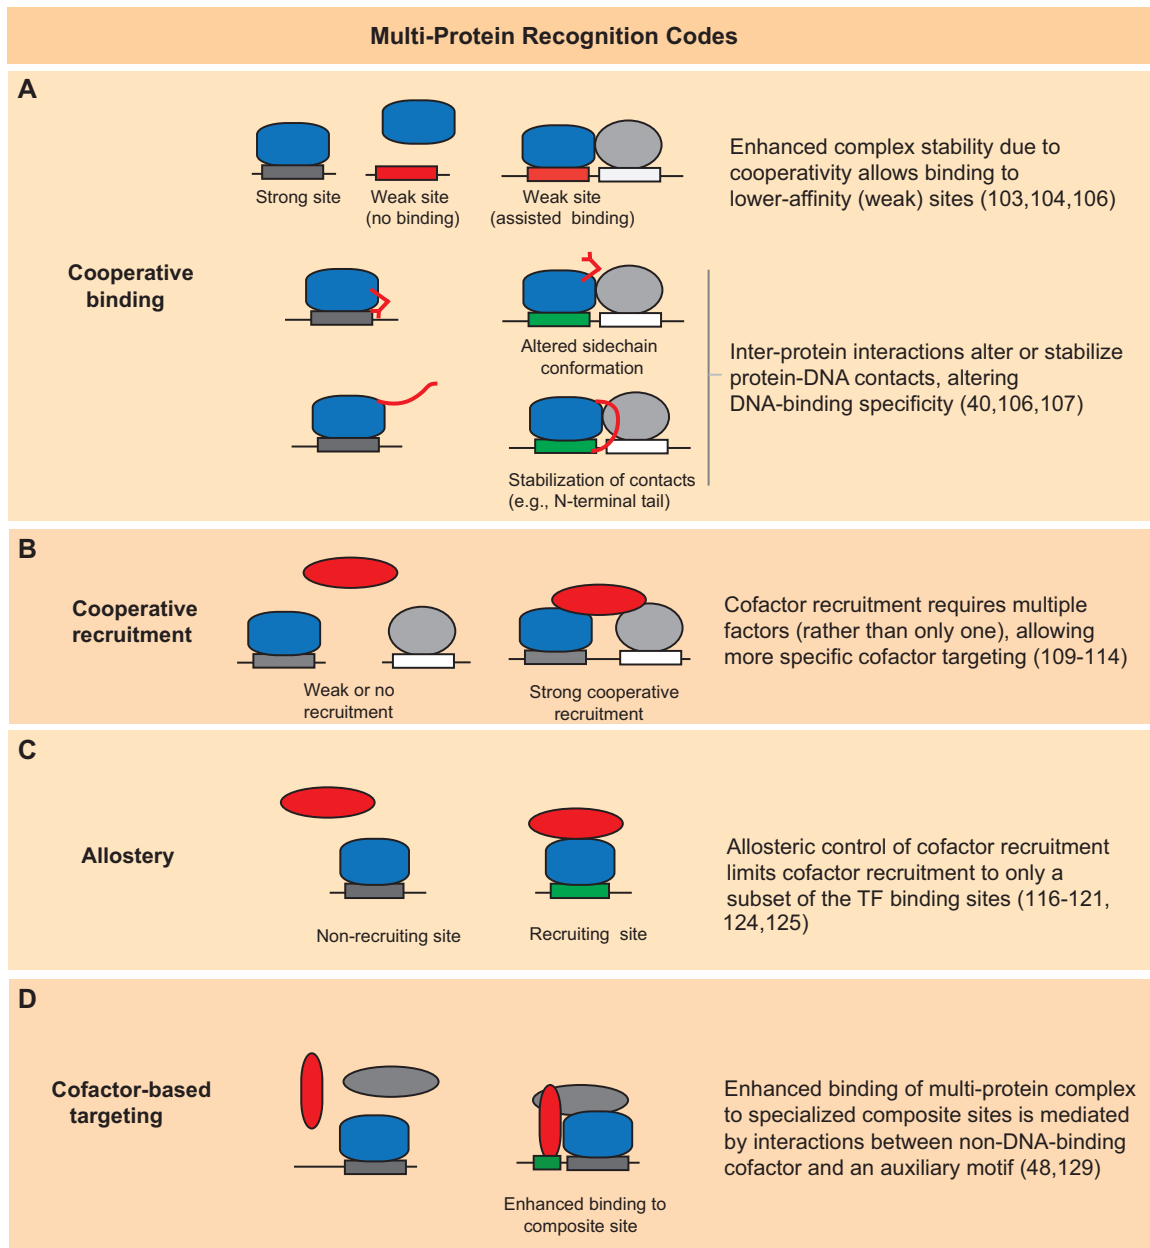 Multi-Protein Recognition Codes
A
Strong site
Weak site
(no binding)
Weak site
(assisted binding)
Enhanced complex stability due to
cooperativity allows binding to
lower-affinity (weak) sites (103,104,106)
Cooperative
binding
Altered sidechain
conformation
Inter-protein interactions alter or stabilize
protein-DNA contacts, altering
DNA-binding specificity (40,106,107)
Stabilization of contacts
(e.g., N-terminal tail)
B
Cooperative
recruitment
Weak or no
recruitment
Strong cooperative
recruitment
Cofactor recruitment requires multiple
factors (rather than only one), allowing
more specific cofactor targeting (109-114)
C
Allostery
Non-recruiting site
Recruiting site
Allosteric control of cofactor recruitment
limits cofactor recruitment to only a
subset of the TF binding sites (116-121,
124,125)
D
Cofactor-based
targeting
Enhanced binding to
composite site
Enhanced binding of multi-protein complex
to specialized composite sites is mediated
by interactions between non-DNA-binding
cofactor and an auxiliary motif (48,129)